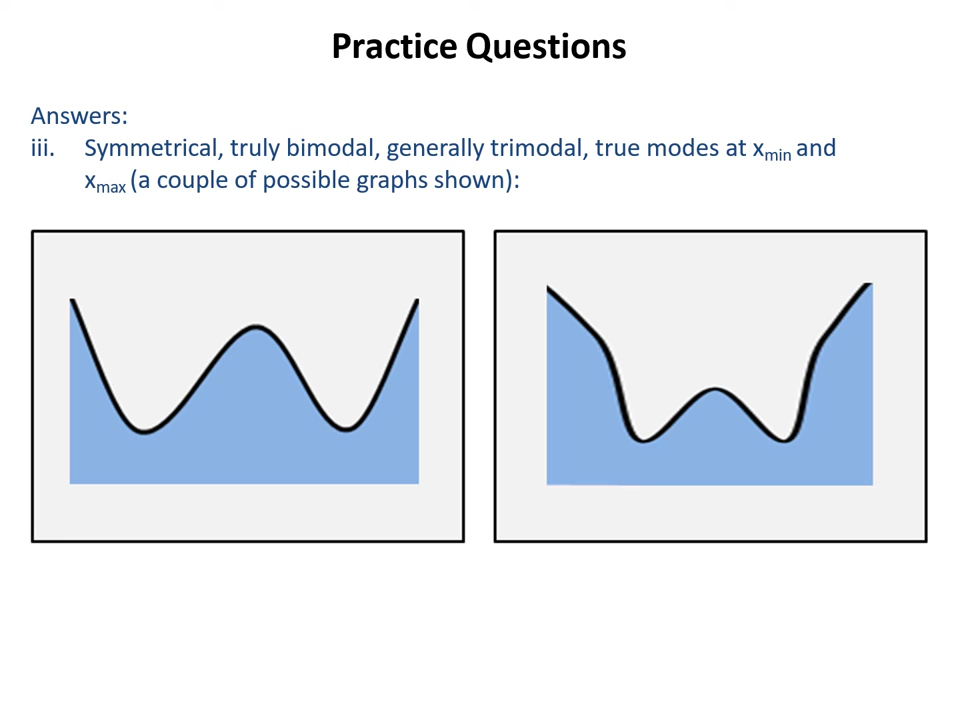 Practice Questions
Answers:
iii. Symmetrical, truly bimodal, generally trimodal, true modes at xmin and
xmax (a couple of possible graphs shown):